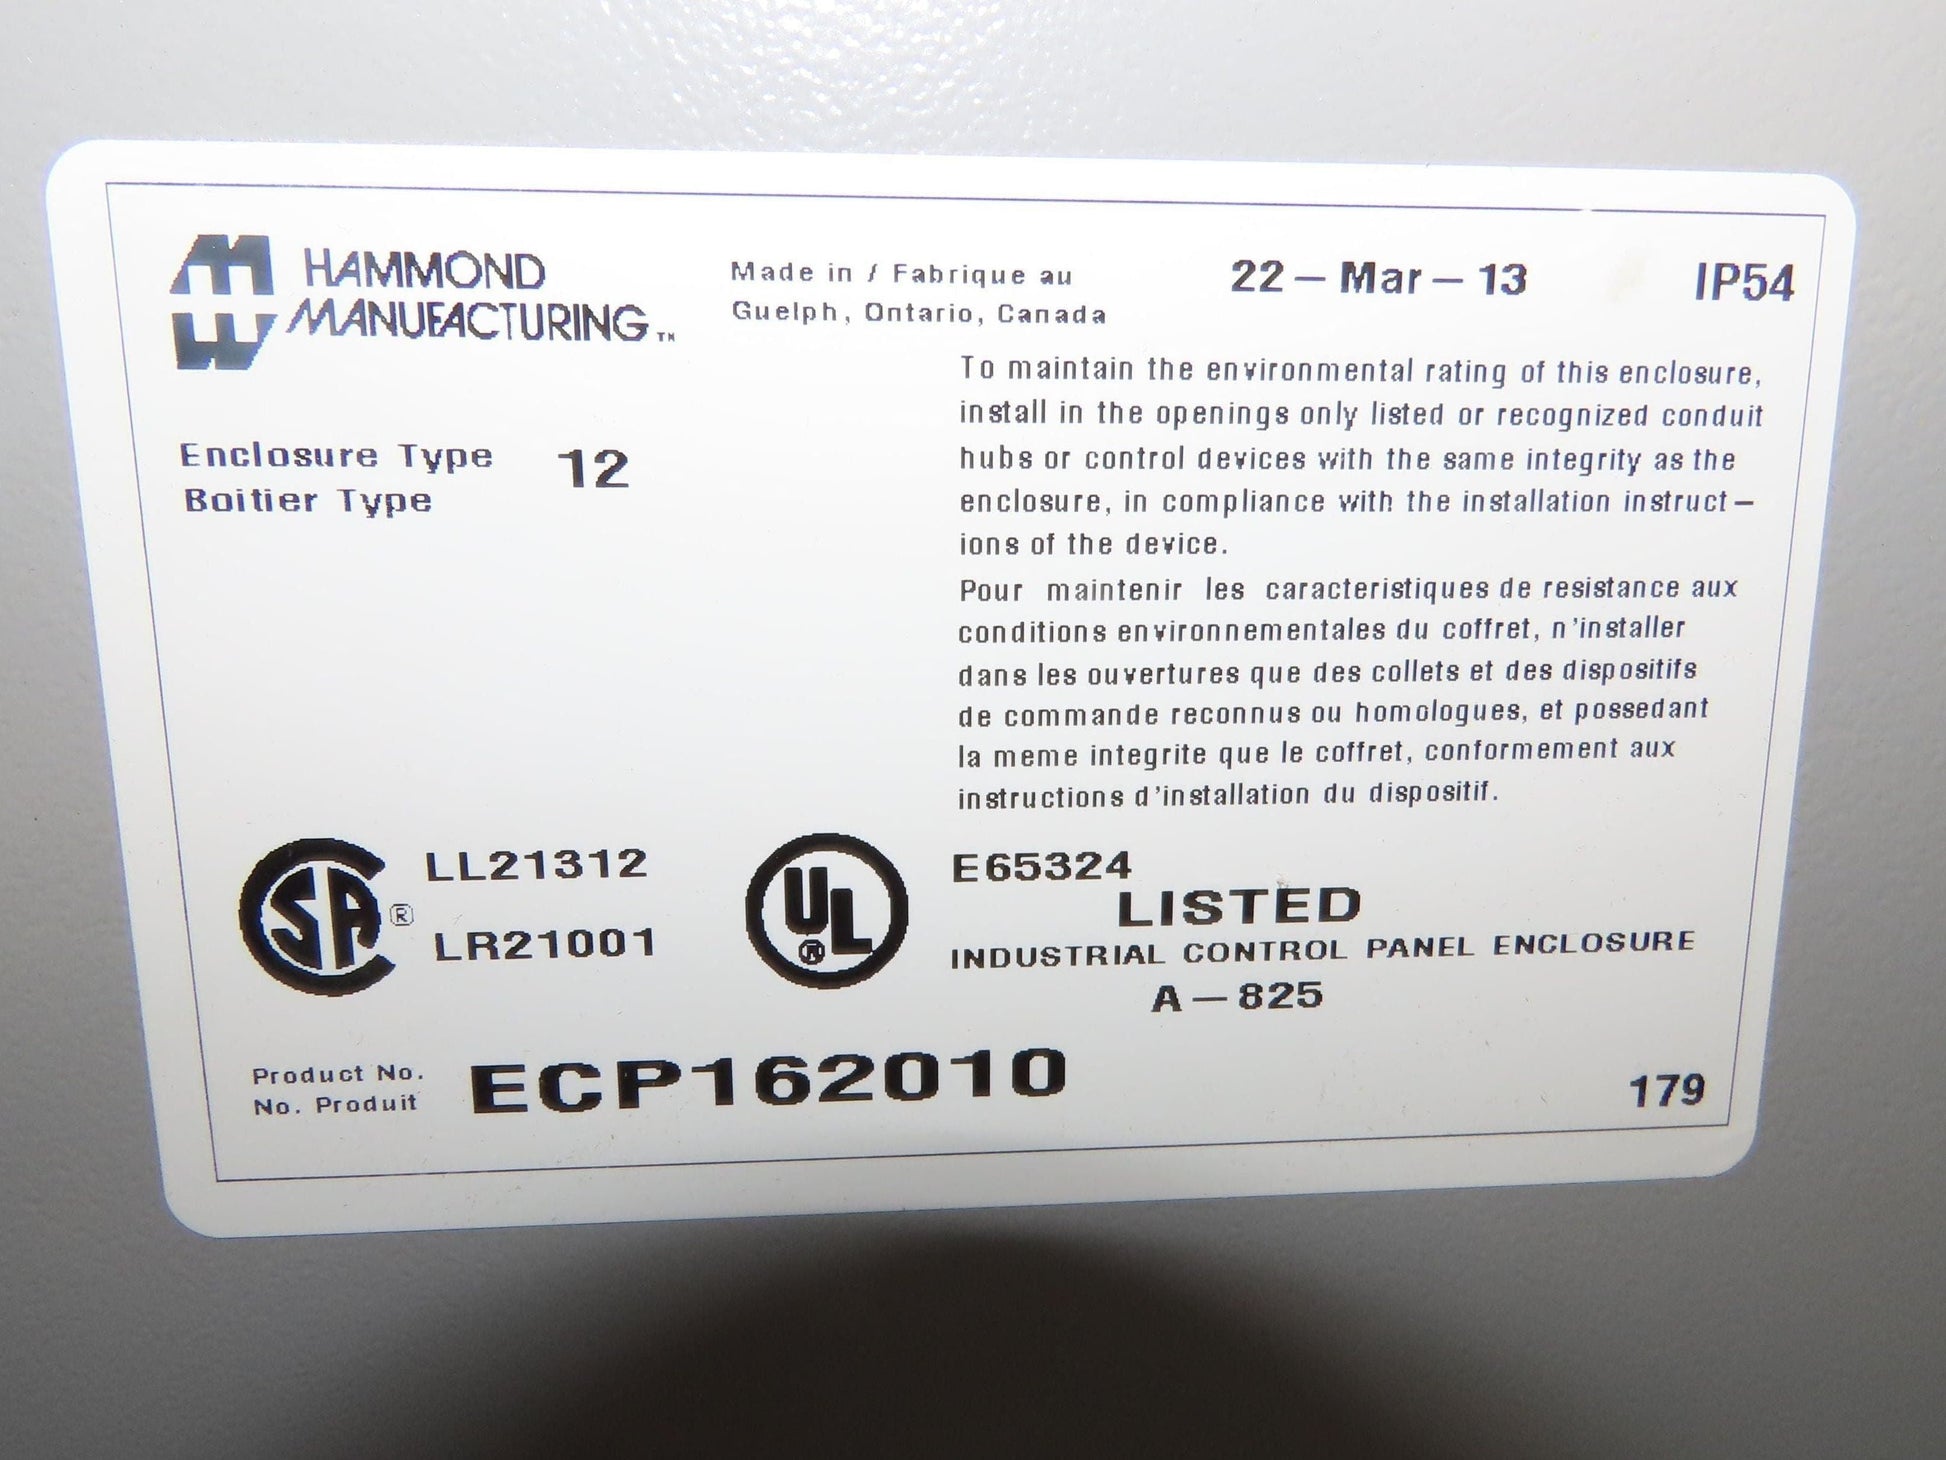 HAMMOND
MANUFACTURING™
Made in / Fabrique au
Guelph, Ontario, Canada
22-Mar-13
IP54
Enclosure Type 12
Boitier Type
To maintain the environmental rating of this enclosure,
install in the openings only listed or recognized conduit
hubs or control devices with the same integrity as the
enclosure, in compliance with the installation instruct-
ions of the device.
Pour maintenir les caracteristiques de resistance aux
conditions environnementales du coffret, n'installer
dans les ouvertures que des collets et des dispositifs
de commande reconnus ou homologues, et possedant
la meme integrite que le coffret, conformement aux
instructions d'installation du dispositif.
CSA® LL21312
LR21001
UL®
E65324
LISTED
INDUSTRIAL CONTROL PANEL ENCLOSURE
A-825
Product No.
No. Produit
ECP162010
179